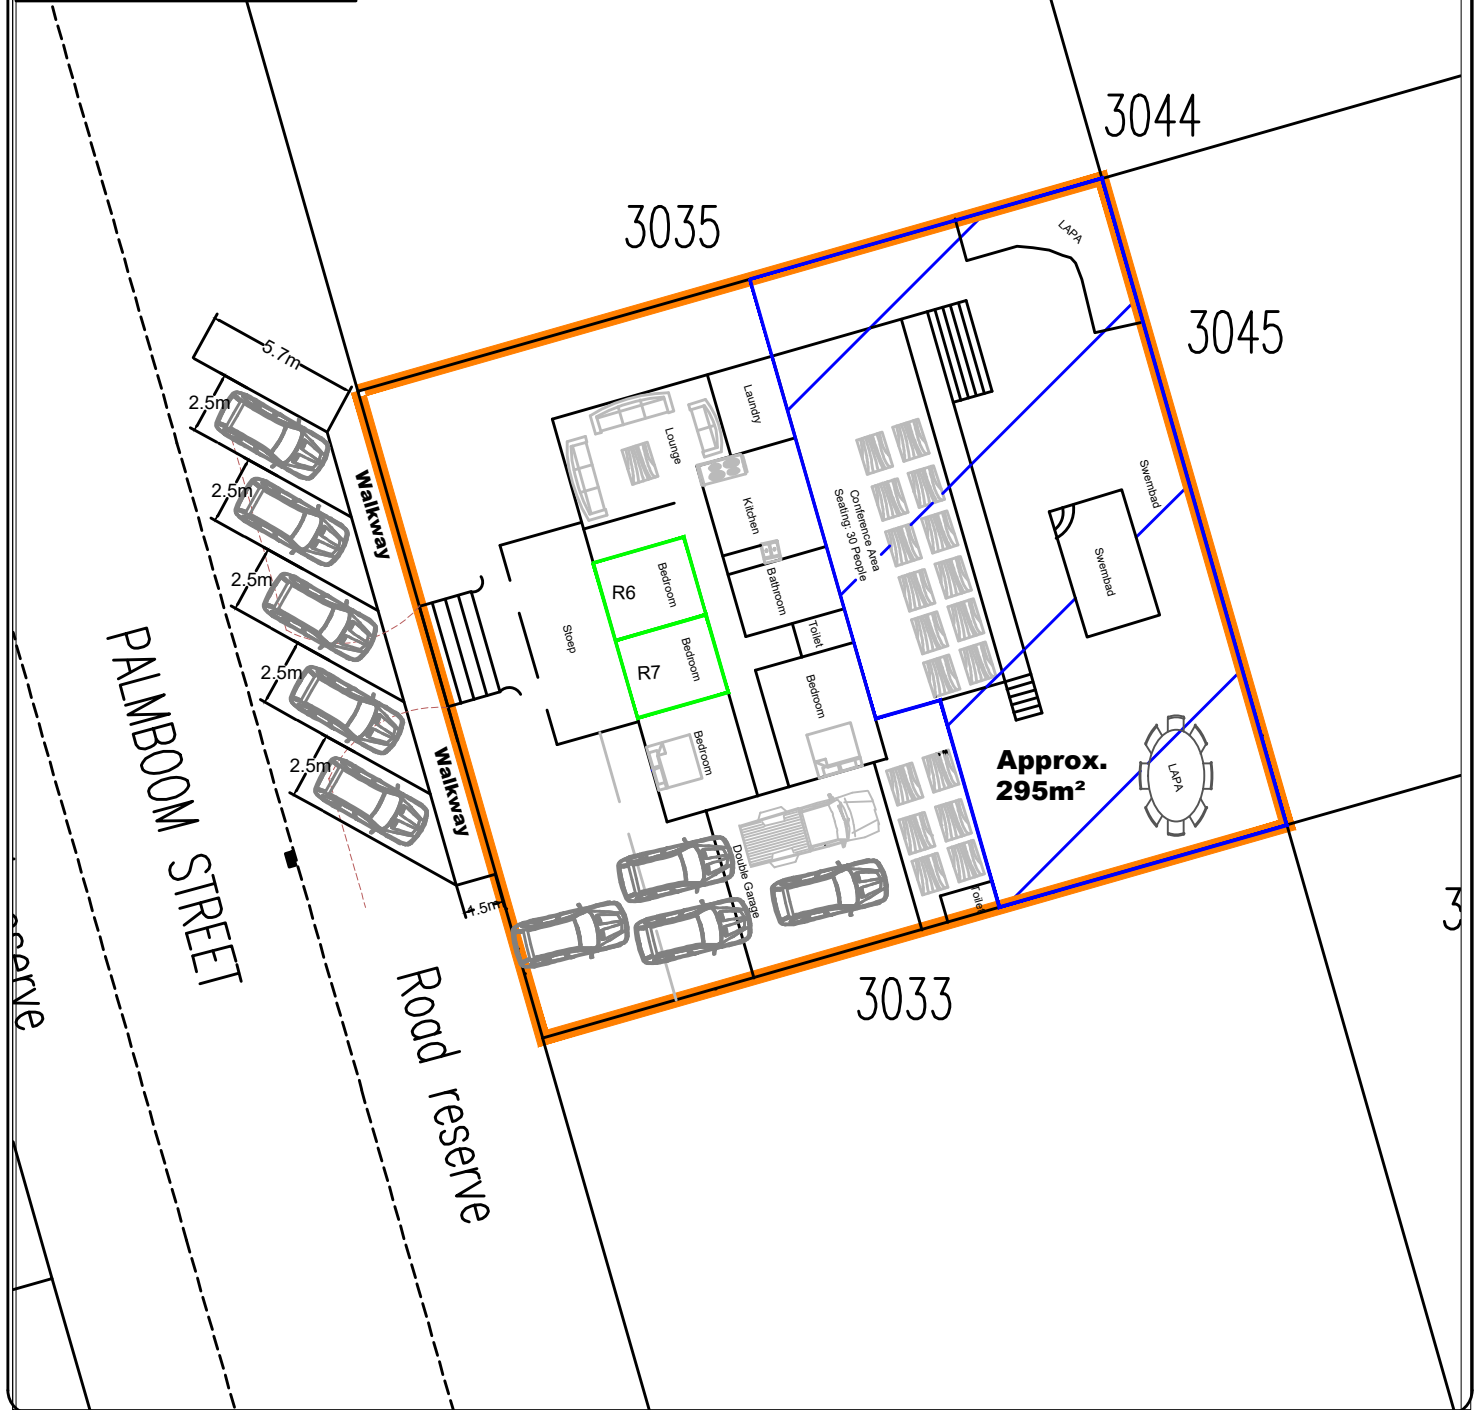 3044
3035
3045
LAPA
5.7m
2.5m
2.5m
2.5m
2.5m
2.5m
1.5m
Walkway
Walkway
Laundry
Lounge
Kitchen
Bathroom
Toilet
Conference Area
Seating: 30 People
Swembad
Swembad
R6
Bedroom
R7
Bedroom
Stoep
Bedroom
Bedroom
Approx.
295m²
LAPA
Double Garage
Toilet
PALMBOOM STREET
Road reserve
3033